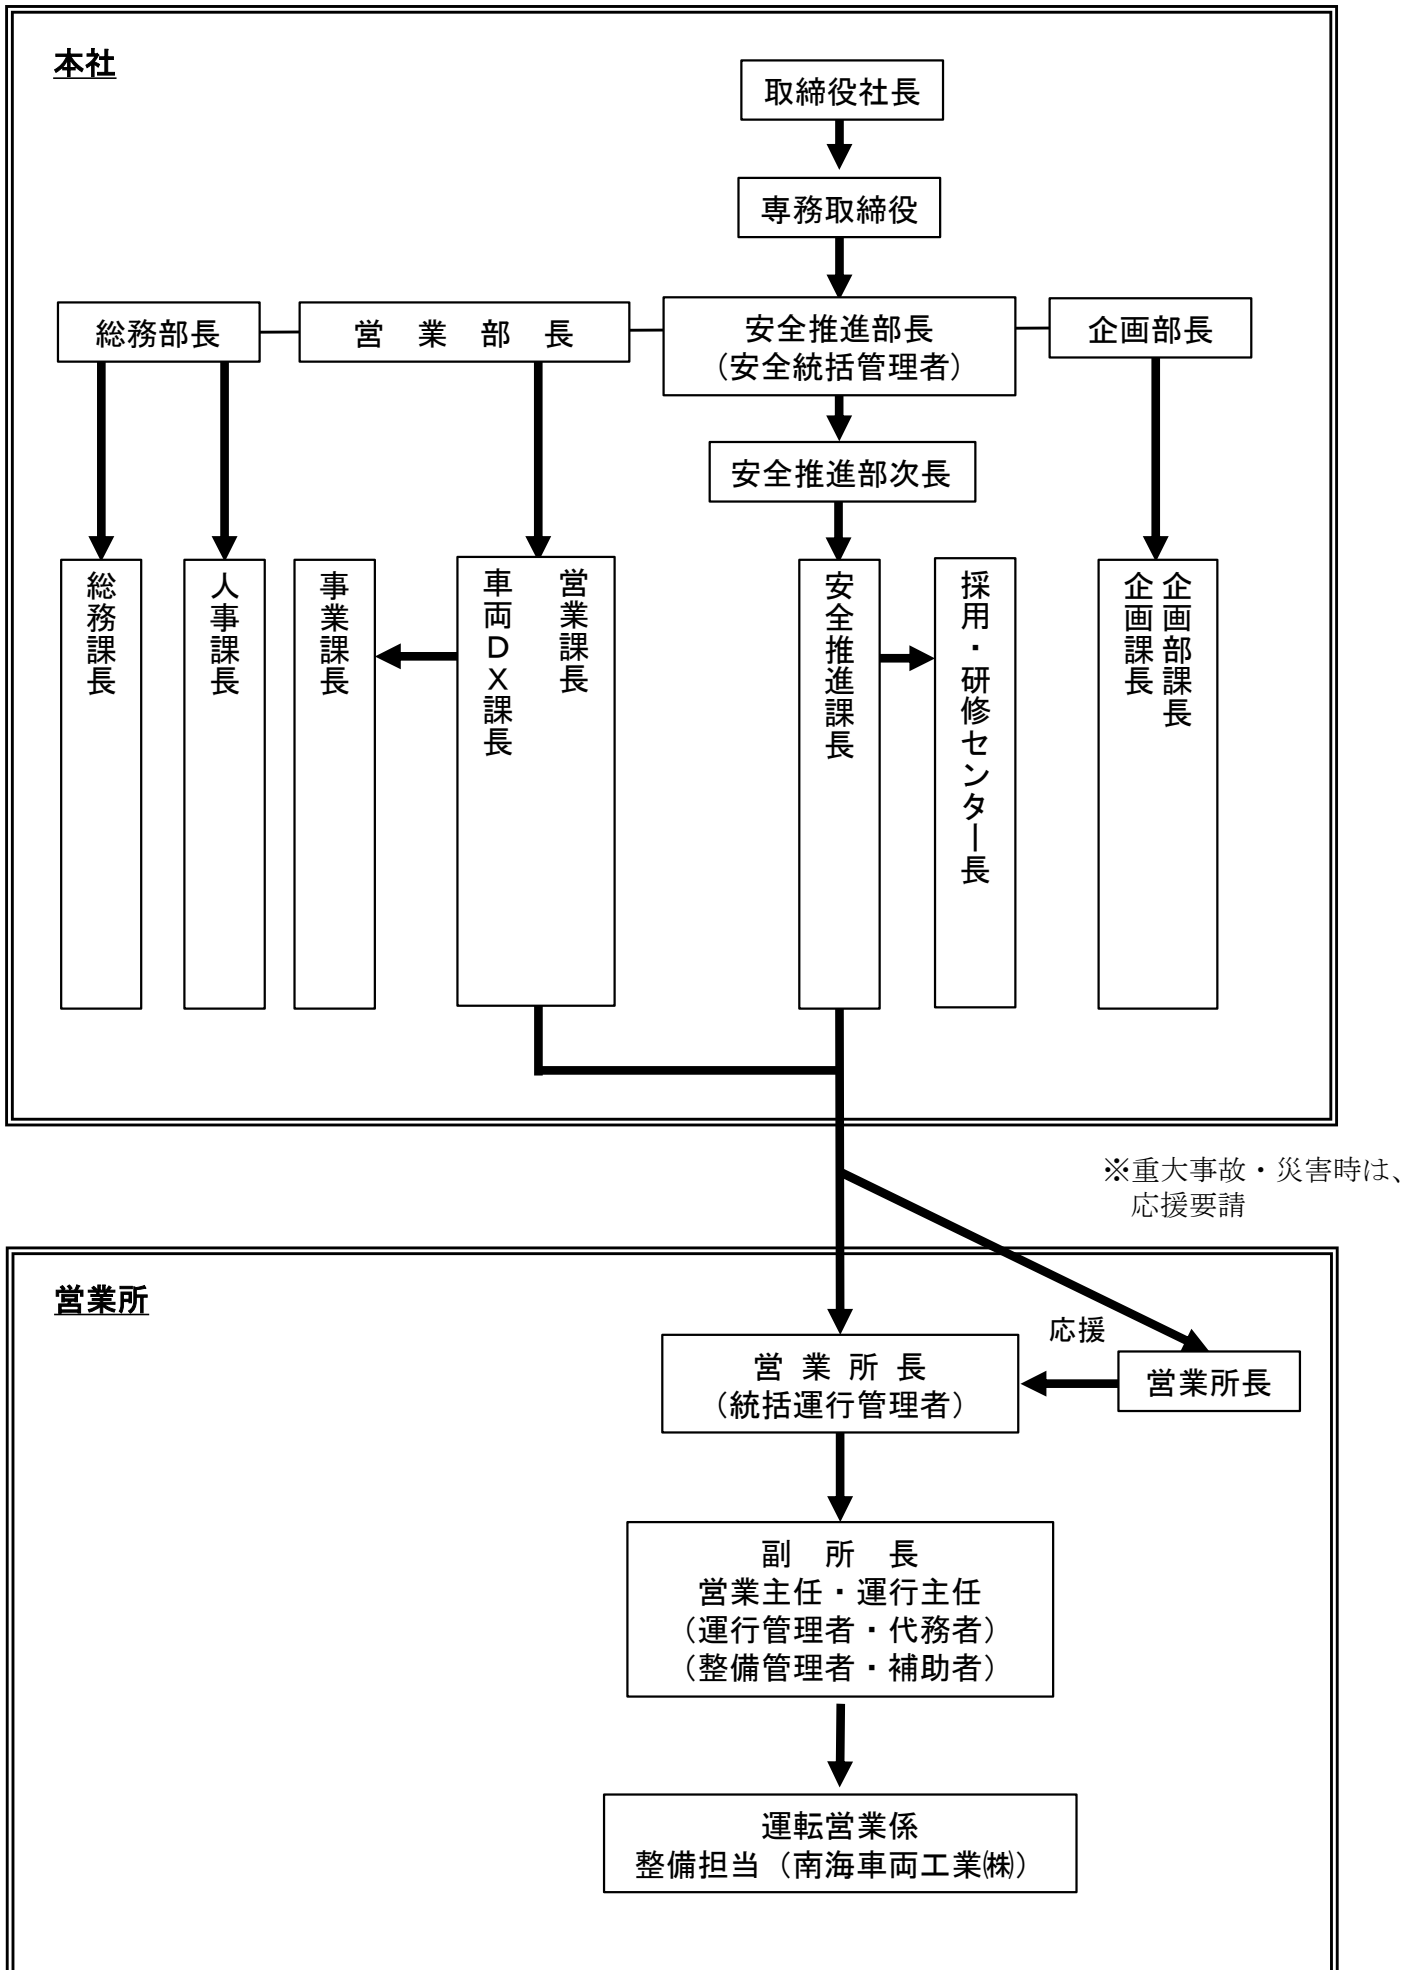 本社
取締役社長
専務取締役
総務部長
営　業　部　長
安全推進部長
（安全統括管理者）
企画部長
安全推進部次長
総務課長
人事課長
事業課長
営業課長
車両ＤＸ課長
安全推進課長
採用・研修センター長
企画部課長
企画課長
※重大事故・災害時は、
応援要請
営業所
応援
営 業 所 長
（統括運行管理者）
営業所長
副　所　長
営業主任・運行主任
（運行管理者・代務者）
（整備管理者・補助者）
運転営業係
整備担当（南海車両工業㈱）